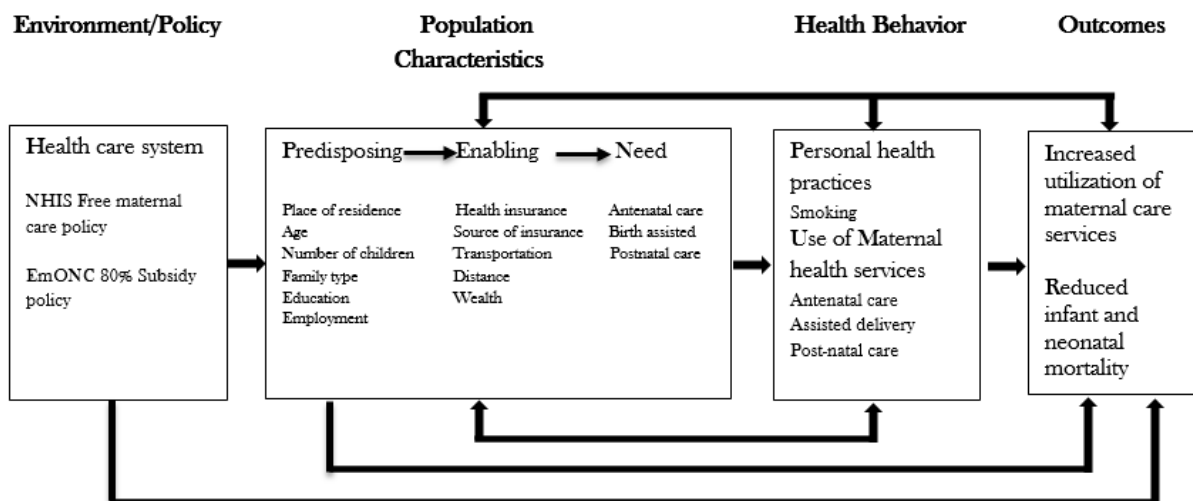 Environment/Policy
Population
Characteristics
Health Behavior
Outcomes
Health care system
NHIS Free maternal
care policy
EmONC 80% Subsidy
policy
Predisposing
Enabling
Need
Place of residence
Age
Number of children
Family type
Education
Employment
Health insurance
Source of insurance
Transportation
Distance
Wealth
Antenatal care
Birth assisted
Postnatal care
Personal health
practices
Smoking
Use of Maternal
health services
Antenatal care
Assisted delivery
Post-natal care
Increased
utilization of
maternal care
services
Reduced
infant and
neonatal
mortality